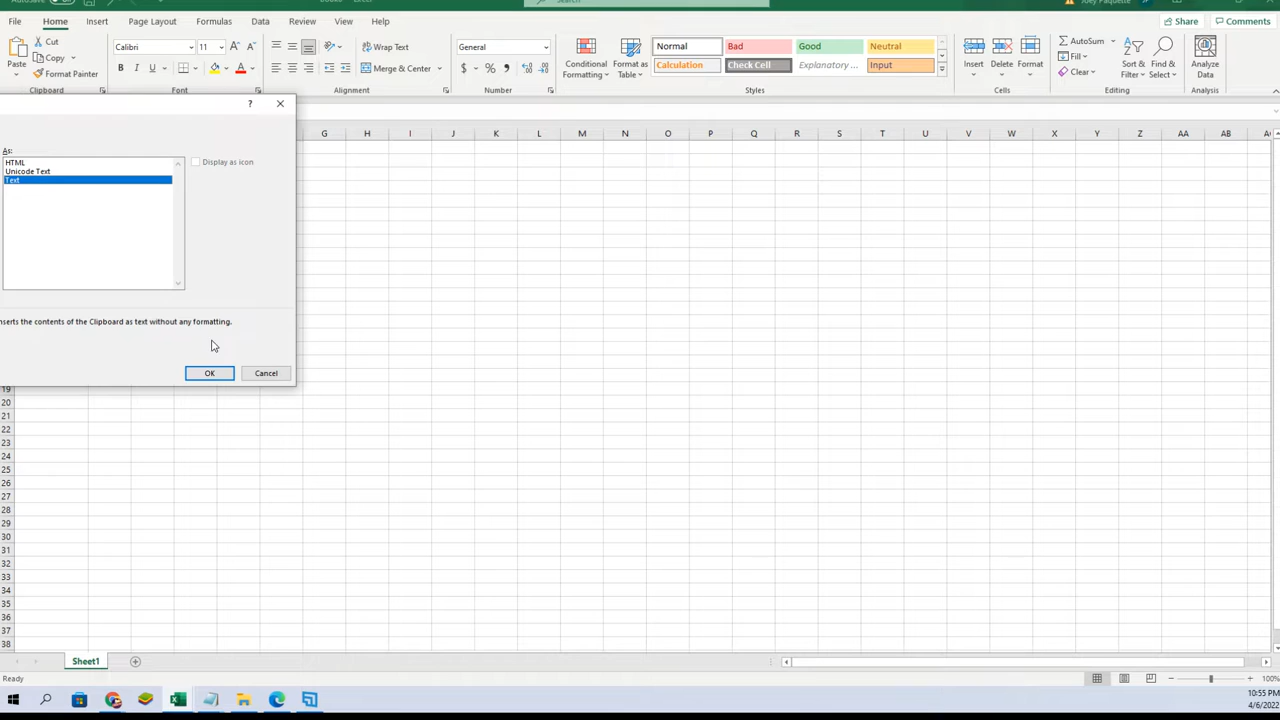 Search
Joey Paquette
File Home Insert Page Layout Formulas Data Review View Help Share Comments
Paste Cut Copy Format Painter Clipboard
Calibri 11 A A B I U A Font
Wrap Text Merge & Center Alignment
General $ % , Number
Conditional Formatting Format as Table Normal Bad Good Neutral Calculation Check Cell Explanatory ... Input Styles
Insert Delete Format Cells
AutoSum Fill Clear Sort & Filter Find & Select Editing
Analyze Data Analysis
?
G H I J K L M N O P Q R S T U V W X Y Z AA AB
As:
HTML
Unicode Text
Text
Display as icon
nserts the contents of the Clipboard as text without any formatting.
OK Cancel
19
20
21
22
23
24
25
26
27
28
29
30
31
32
33
34
35
36
37
38
Sheet1
Ready 100%
10:55 PM
4/6/2022